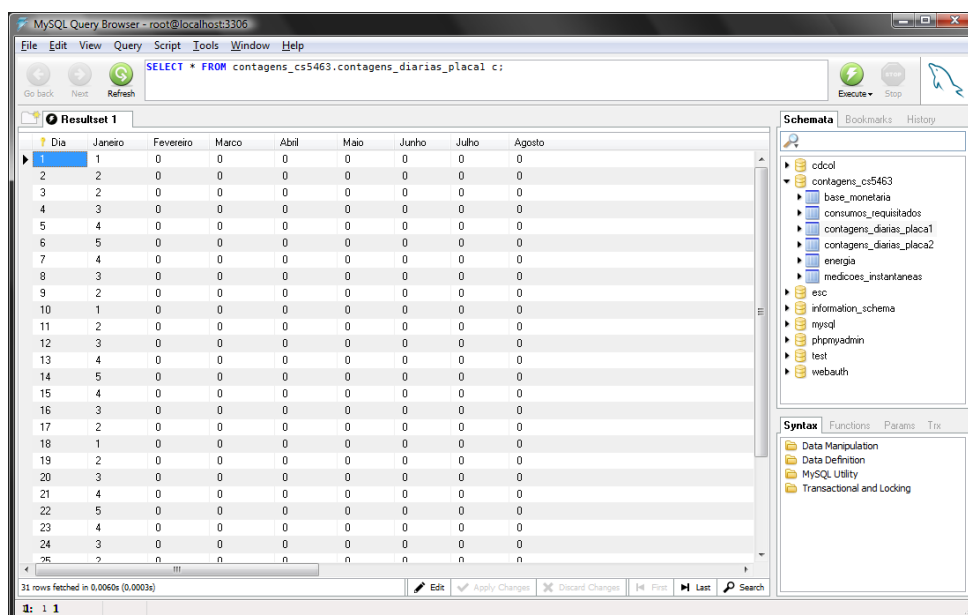 MySQL Query Browser - root@localhost:3306
File Edit View Query Script Tools Window Help
Go back Next Refresh
SELECT * FROM contagens_cs5463.contagens_diarias_placa1 c;
Execute Stop
Resultset 1
Dia Janeiro Fevereiro Marco Abril Maio Junho Julho Agosto
1 1 0 0 0 0 0 0 0
2 2 0 0 0 0 0 0 0
3 2 0 0 0 0 0 0 0
4 3 0 0 0 0 0 0 0
5 4 0 0 0 0 0 0 0
6 5 0 0 0 0 0 0 0
7 4 0 0 0 0 0 0 0
8 3 0 0 0 0 0 0 0
9 2 0 0 0 0 0 0 0
10 1 0 0 0 0 0 0 0
11 2 0 0 0 0 0 0 0
12 3 0 0 0 0 0 0 0
13 4 0 0 0 0 0 0 0
14 5 0 0 0 0 0 0 0
15 4 0 0 0 0 0 0 0
16 3 0 0 0 0 0 0 0
17 2 0 0 0 0 0 0 0
18 1 0 0 0 0 0 0 0
19 2 0 0 0 0 0 0 0
20 3 0 0 0 0 0 0 0
21 4 0 0 0 0 0 0 0
22 5 0 0 0 0 0 0 0
23 4 0 0 0 0 0 0 0
24 3 0 0 0 0 0 0 0
25 2 0 0 0 0 0 0 0
31 rows fetched in 0,0060s (0,0003s)
Edit Apply Changes Discard Changes First Last Search
1: 1 1
Schemata Bookmarks History
cdcol
contagens_cs5463
base_monetaria
consumos_requisitados
contagens_diarias_placa1
contagens_diarias_placa2
energia
medicoes_instantaneas
esc
information_schema
mysql
phpmyadmin
test
webauth
Syntax Functions Params Trx
Data Manipulation
Data Definition
MySQL Utility
Transactional and Locking